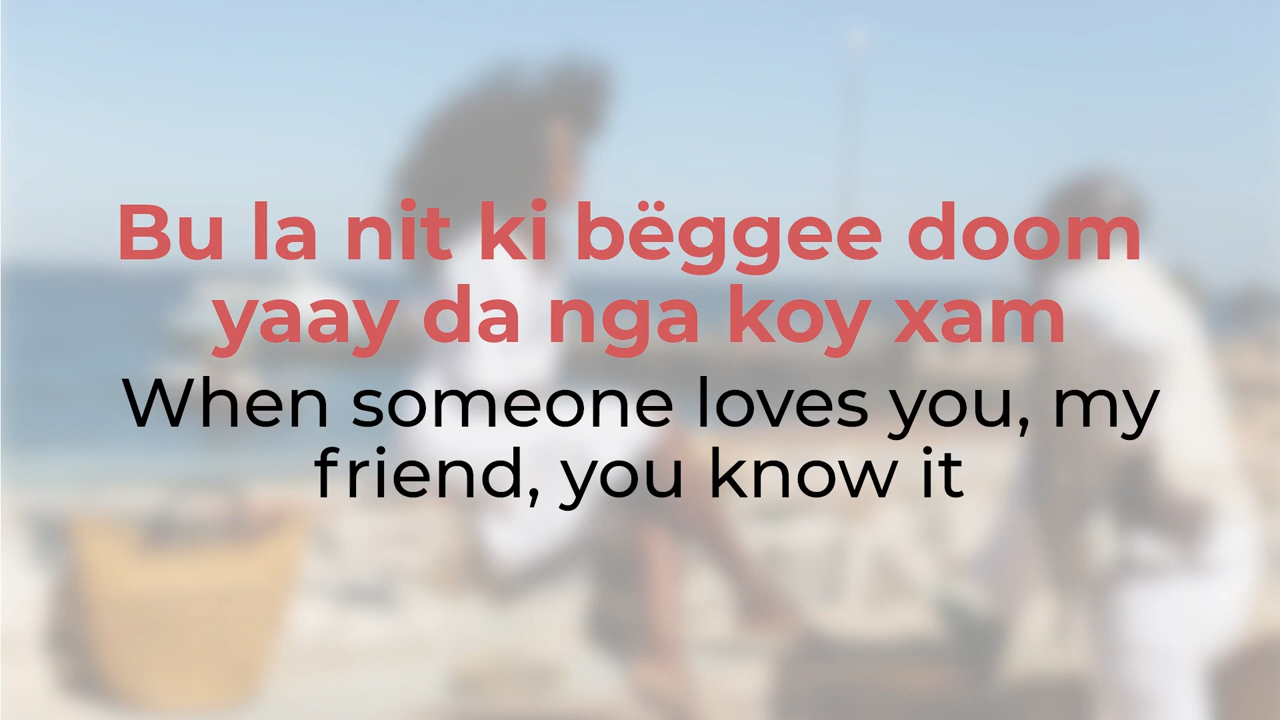 Bu la nit ki bëggee doom
yaay da nga koy xam
When someone loves you, my
friend, you know it